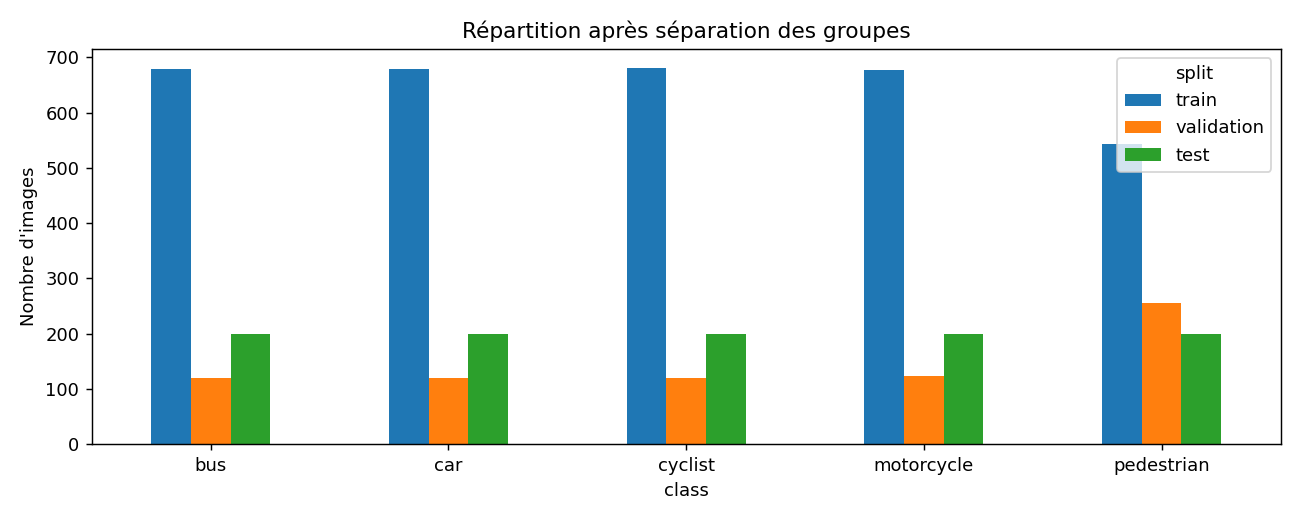 Répartition après séparation des groupes
Nombre d'images
700
600
500
400
300
200
100
0
split
train
validation
test
bus car cyclist motorcycle pedestrian
class